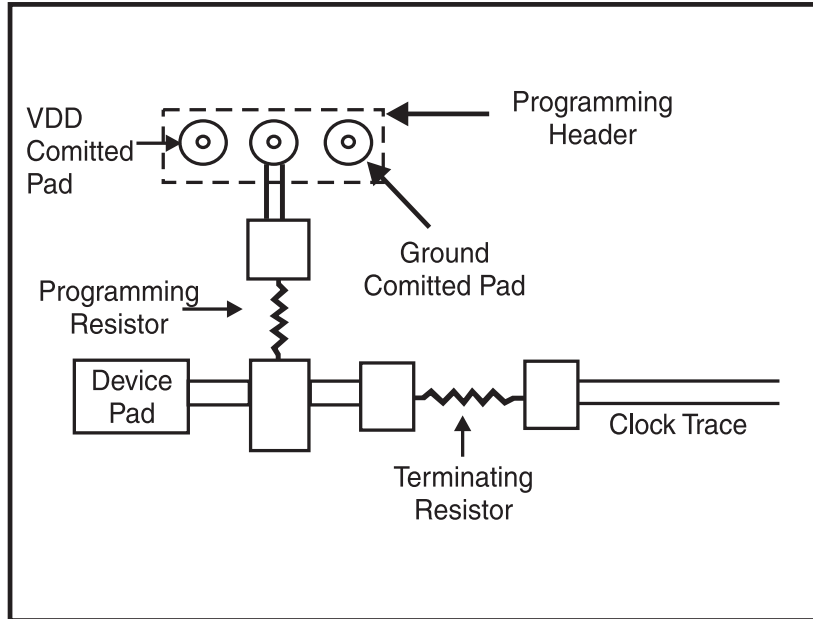 VDD
Comitted
Pad
Programming
Header
Ground
Comitted Pad
Programming
Resistor
Device
Pad
Clock Trace
Terminating
Resistor